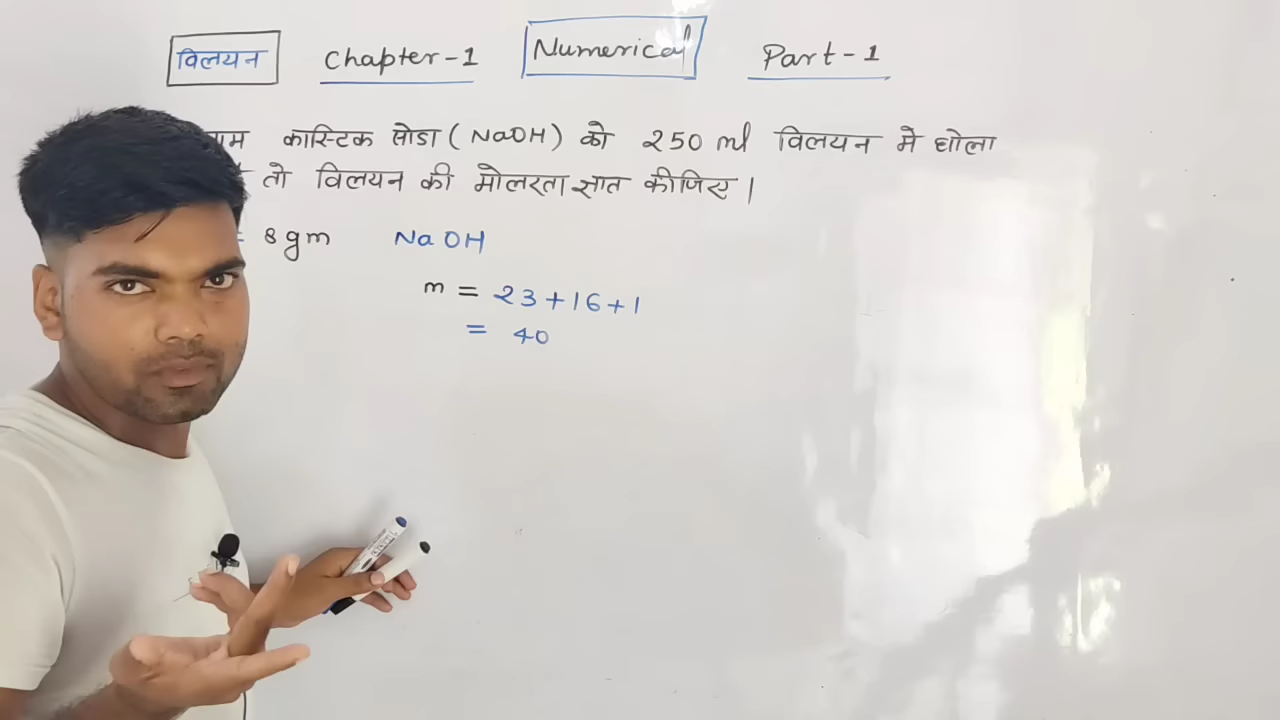 विलयन Chapter-1 Numerical Part-1
कास्टिक सोडा (NaOH) को 250 ml विलयन मे घोला
तो विलयन की मोलरता ज्ञात कीजिए।
= 8 gm NaOH
m = 23+16+1
= 40